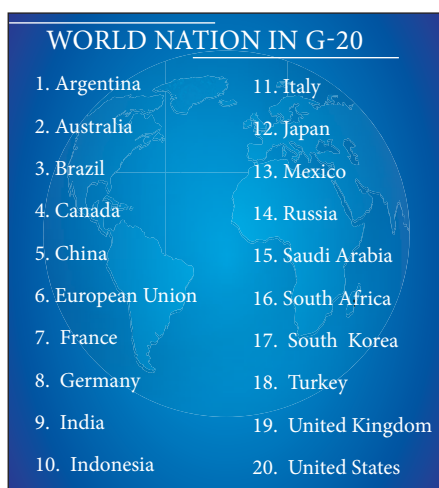 WORLD NATION IN G-20
1. Argentina
2. Australia
3. Brazil
4. Canada
5. China
6. European Union
7. France
8. Germany
9. India
10. Indonesia
11. Italy
12. Japan
13. Mexico
14. Russia
15. Saudi Arabia
16. South Africa
17. South Korea
18. Turkey
19. United Kingdom
20. United States